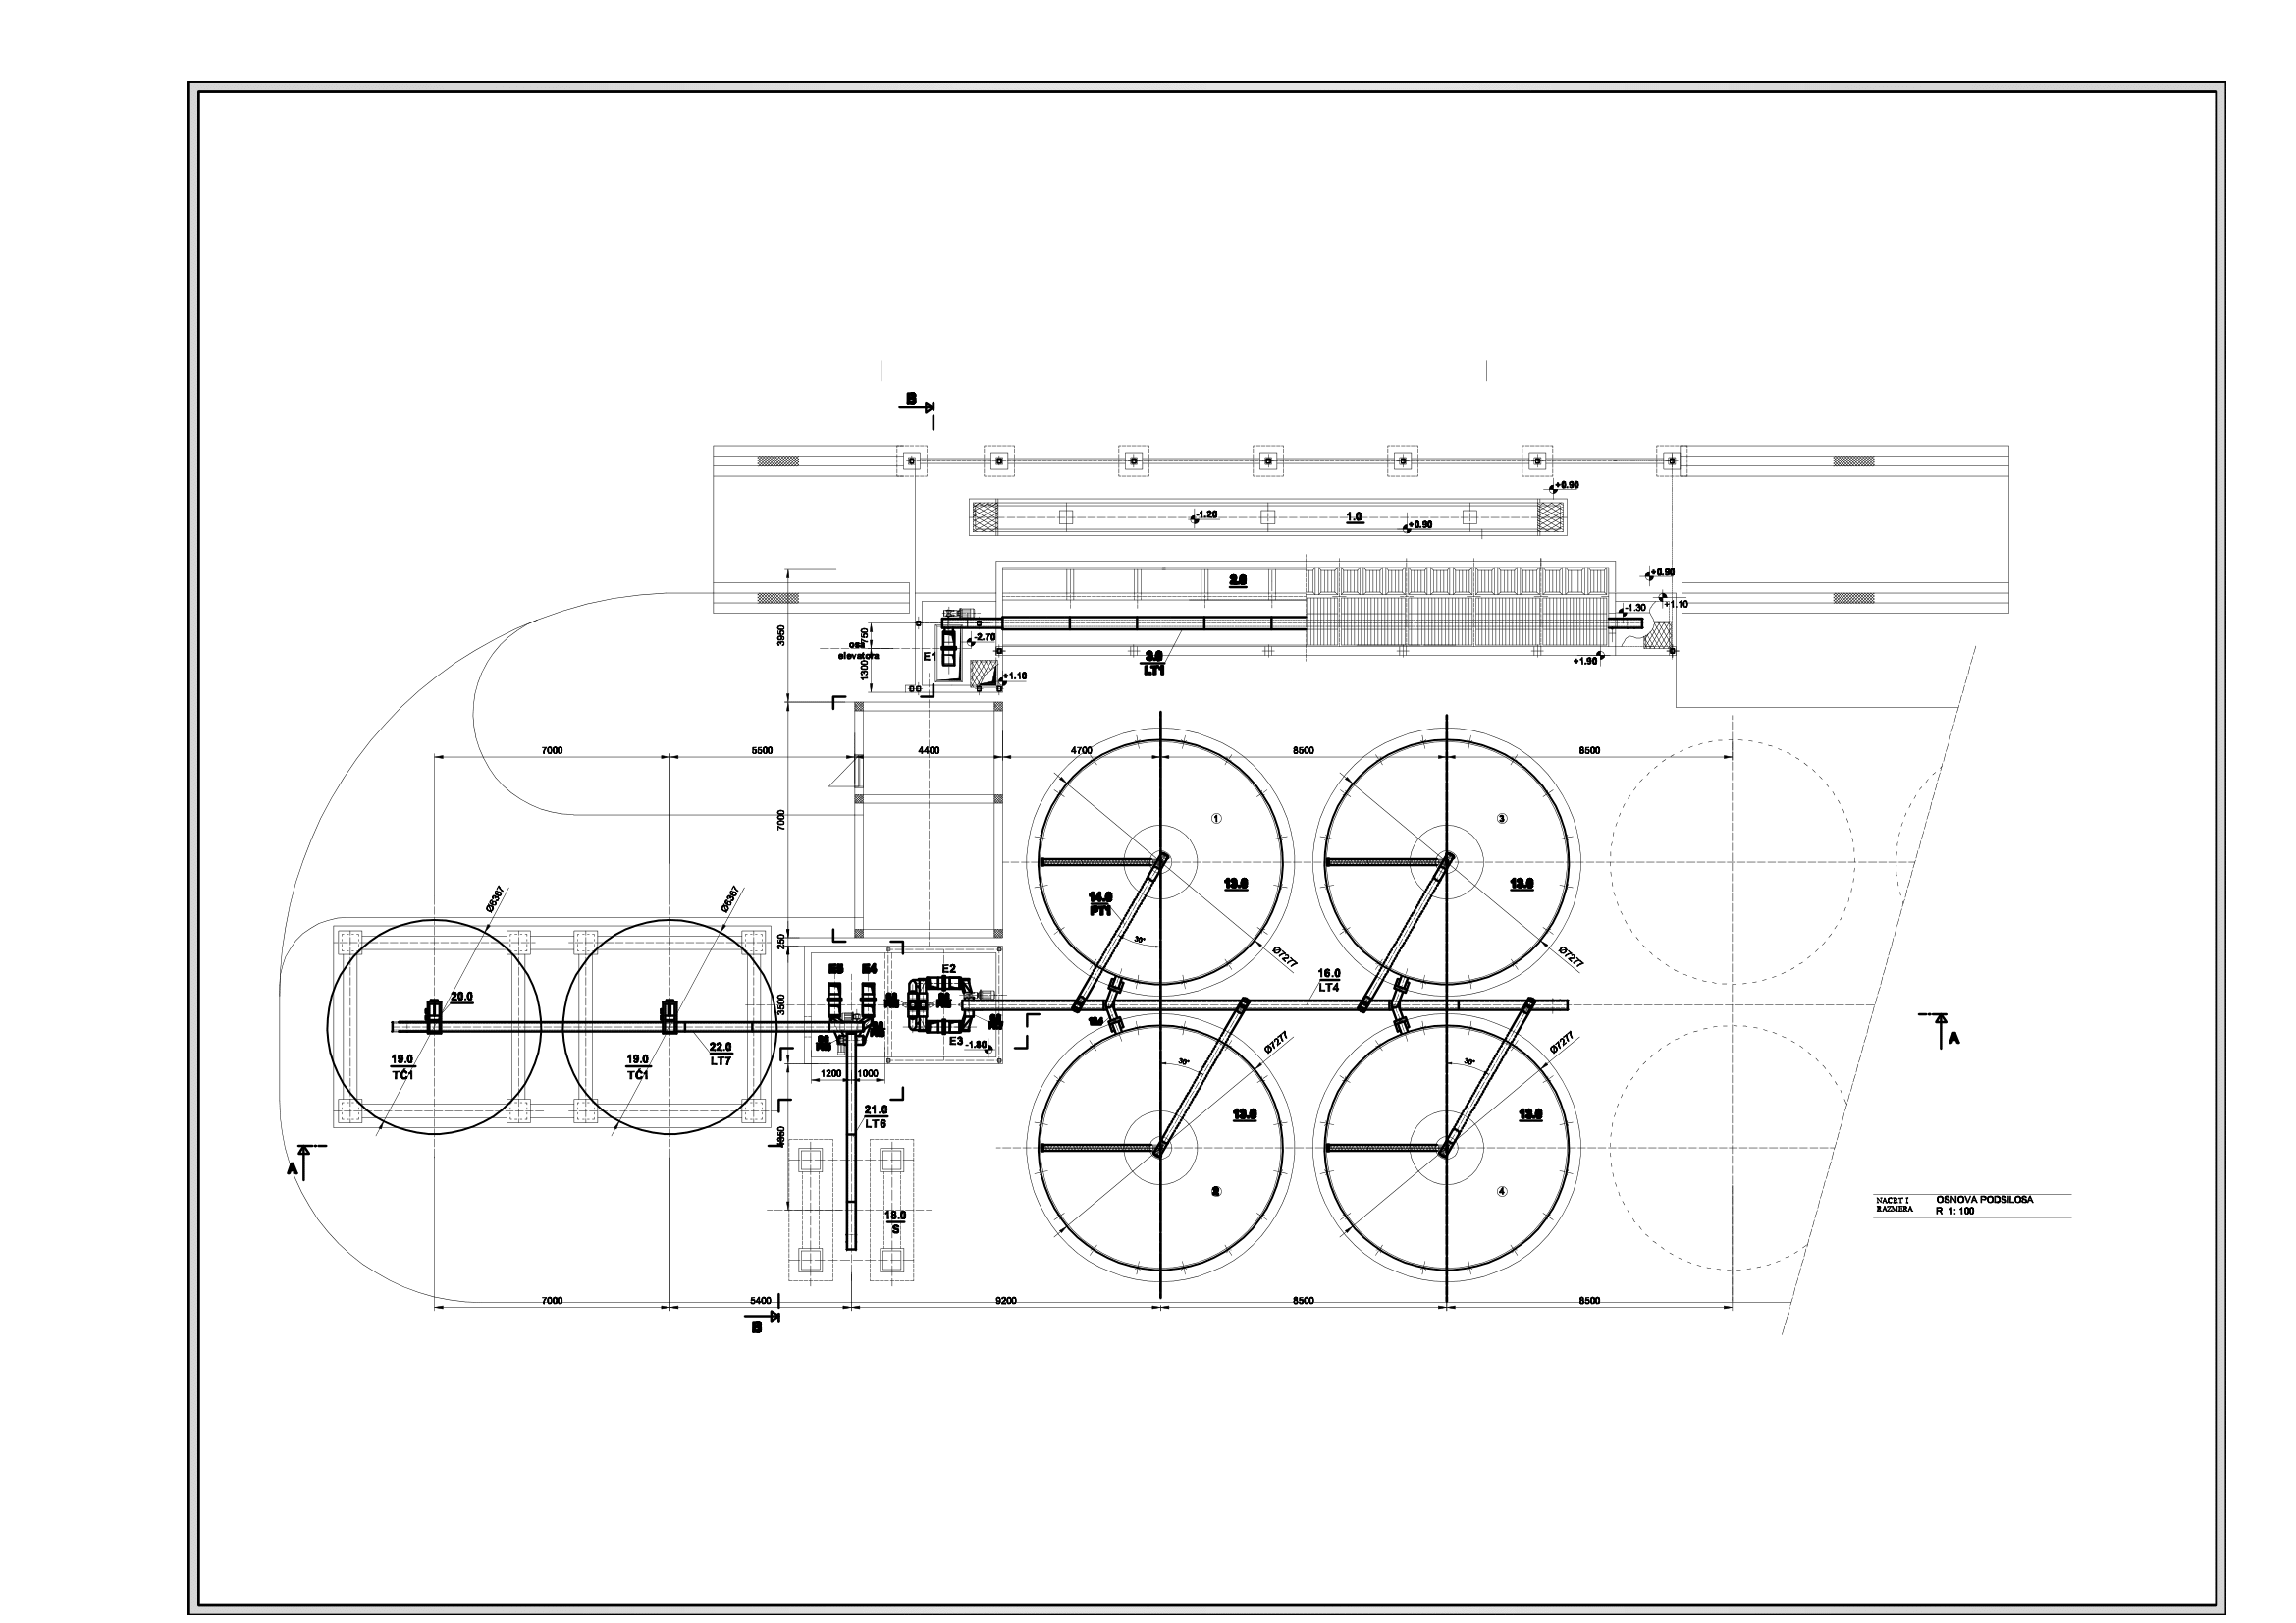 B
+0.90
-1.20
1.0
+0.90
2.0
+0.90
+1.10
-1.30
3950
750
osa
elevatora
E1
-2.70
1300
3.0
LT1
+1.90
+1.10
7000
5500
4400
4700
8500
8500
7000
1
3
13.0
13.0
14.0
PT1
30°
Ø6367
Ø6367
Ø7277
Ø7277
250
E5
E4
E2
20.0
16.0
LT4
3500
E3
-1.80
A
19.0
TČ1
19.0
TČ1
22.0
LT7
1200
1000
Ø7277
Ø7277
30°
30°
21.0
LT6
13.0
13.0
A
2
4
18.0
S
NACRT I
RAZMERA
OSNOVA PODSILOSA
R 1: 100
7000
5400
9200
8500
8500
B